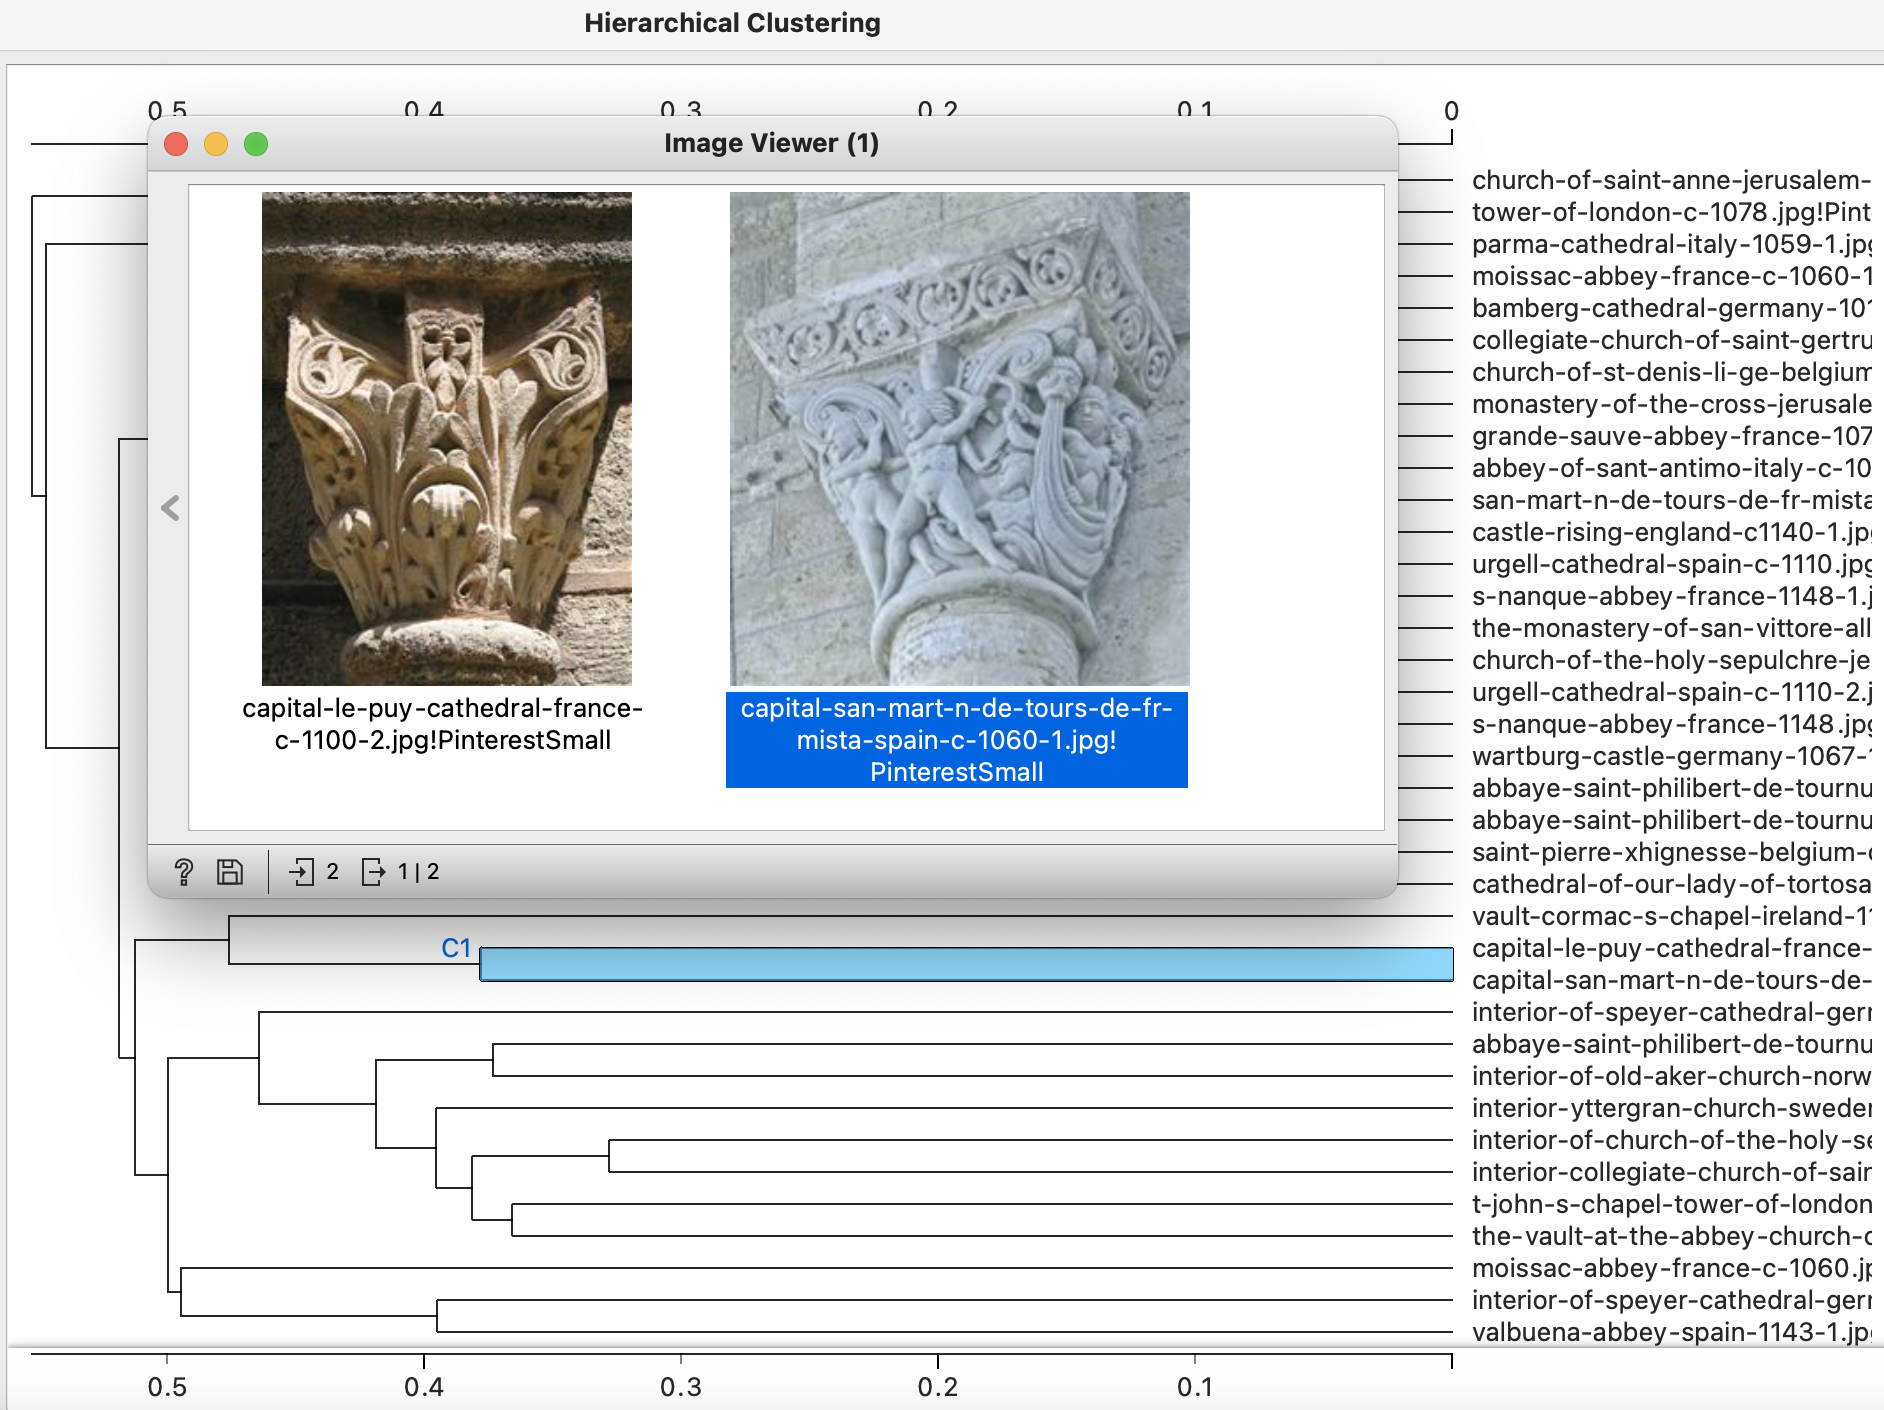 Hierarchical Clustering
0.5 0.4 0.3 0.2 0.1 0
Image Viewer (1)
capital-le-puy-cathedral-france-
c-1100-2.jpg!PinterestSmall
capital-san-mart-n-de-tours-de-fr-
mista-spain-c-1060-1.jpg!
PinterestSmall
? 2 1 | 2
church-of-saint-anne-jerusalem-
tower-of-london-c-1078.jpg!Pint
parma-cathedral-italy-1059-1.jpg
moissac-abbey-france-c-1060-1
bamberg-cathedral-germany-101
collegiate-church-of-saint-gertru
church-of-st-denis-li-ge-belgium
monastery-of-the-cross-jerusale
grande-sauve-abbey-france-107
abbey-of-sant-antimo-italy-c-10
san-mart-n-de-tours-de-fr-mista
castle-rising-england-c1140-1.jp
urgell-cathedral-spain-c-1110.jpg
s-nanque-abbey-france-1148-1.j
the-monastery-of-san-vittore-all
church-of-the-holy-sepulchre-je
urgell-cathedral-spain-c-1110-2.j
s-nanque-abbey-france-1148.jpg
wartburg-castle-germany-1067-1
abbaye-saint-philibert-de-tournu
abbaye-saint-philibert-de-tournu
saint-pierre-xhignesse-belgium-c
cathedral-of-our-lady-of-tortosa
vault-cormac-s-chapel-ireland-11
C1
capital-le-puy-cathedral-france-
capital-san-mart-n-de-tours-de-
interior-of-speyer-cathedral-ger
abbaye-saint-philibert-de-tournu
interior-of-old-aker-church-norw
interior-yttergran-church-sweden
interior-of-church-of-the-holy-se
interior-collegiate-church-of-sain
t-john-s-chapel-tower-of-london
the-vault-at-the-abbey-church-c
moissac-abbey-france-c-1060.jp
interior-of-speyer-cathedral-ger
valbuena-abbey-spain-1143-1.jp
0.5 0.4 0.3 0.2 0.1